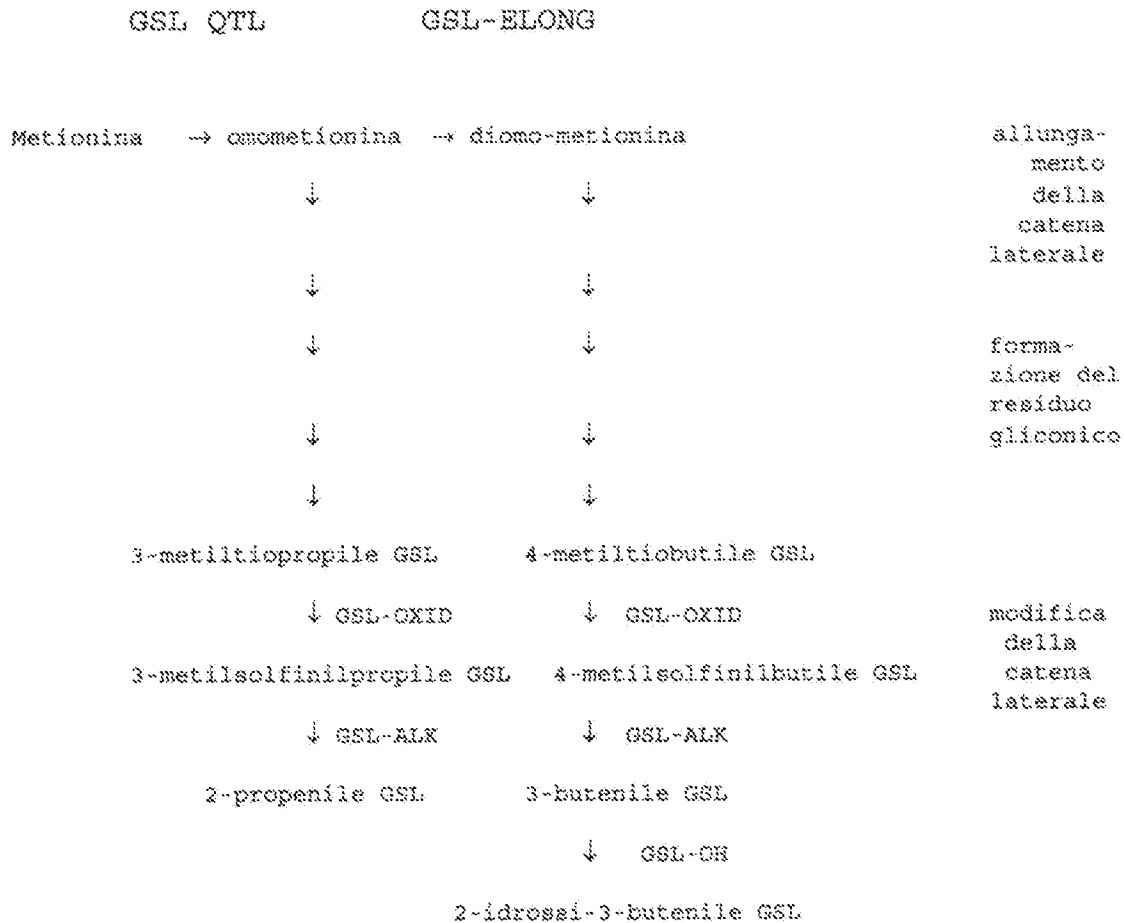 GSL QTL GSL-ELONG
Metionina → omometionina → diomo-metionina
allunga-
mento
della
catena
laterale
↓ ↓
↓ ↓
↓ ↓
forma-
zione del
residuo
gliconico
↓ ↓
↓ ↓
3-metiltiopropile GSL 4-metiltiobutile GSL
↓ GSL-OXID ↓ GSL-OXID
modifica
della
catena
laterale
3-metilsolfinilpropile GSL 4-metilsolfinilbutile GSL
↓ GSL-ALK ↓ GSL-ALK
2-propenile GSL 3-butenile GSL
↓ GSL-OH
2-idrossi-3-butenile GSL